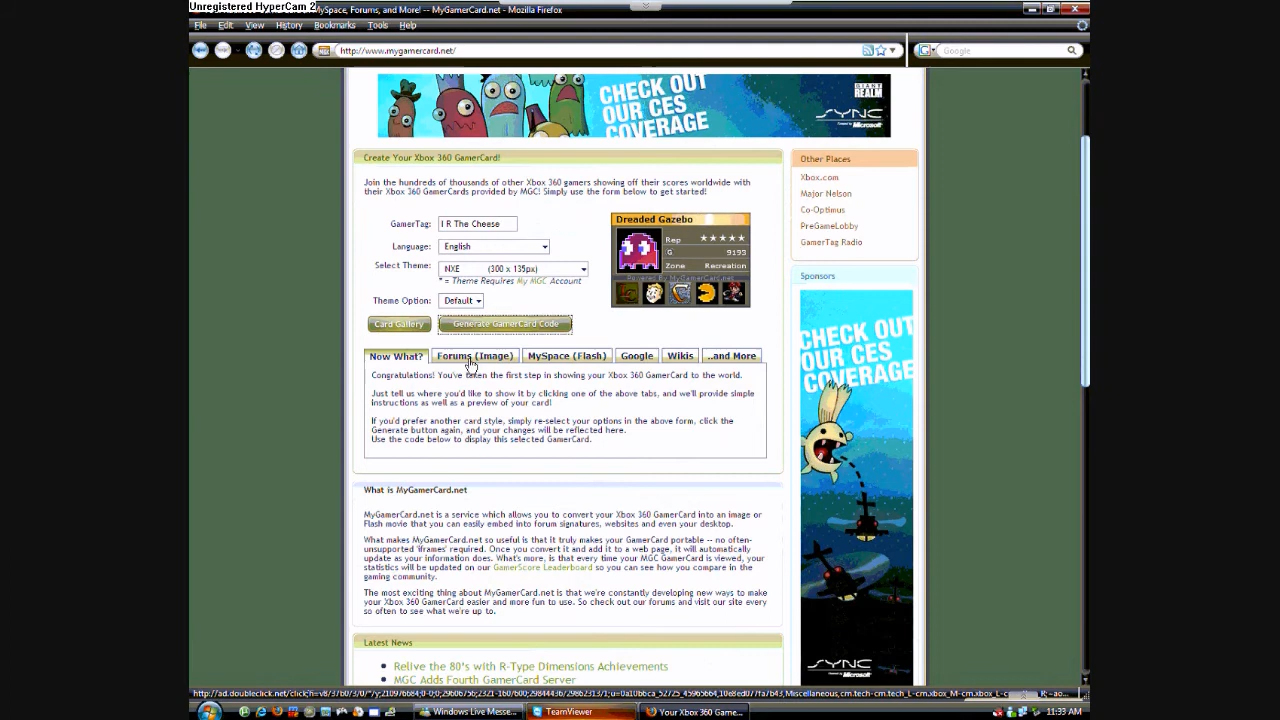 Unregistered HyperCam 2
MySpace, Forums, and More! -- MyGamerCard.net - Mozilla Firefox
File Edit View History Bookmarks Tools Help
http://www.mygamercard.net/
Google
CHECK OUT
OUR CES
COVERAGE
GIANT
REALM
SYNC
Powered by Microsoft
Create Your Xbox 360 GamerCard!
Join the hundreds of thousands of other Xbox 360 gamers showing off their scores worldwide with
their Xbox 360 GamerCards provided by MGC! Simply use the form below to get started!
GamerTag: I R The Cheese
Language: English
Select Theme: NXE (300 x 135px)
* = Theme Requires My MGC Account
Theme Option: Default
Card Gallery Generate GamerCard Code
Dreaded Gazebo
Rep ★★★★★
G 9193
Zone Recreation
Powered By MyGamerCard.net
Now What? Forums (Image) MySpace (Flash) Google Wikis ..and More
Congratulations! You've taken the first step in showing your Xbox 360 GamerCard to the world.
Just tell us where you'd like to show it by clicking one of the above tabs, and we'll provide simple
instructions as well as a preview of your card!
If you'd prefer another card style, simply re-select your options in the above form, click the
Generate button again, and your changes will be reflected here.
Use the code below to display this selected GamerCard.
What is MyGamerCard.net
MyGamerCard.net is a service which allows you to convert your Xbox 360 GamerCard into an image or
Flash movie that you can easily embed into forum signatures, websites and even your desktop.
What makes MyGamerCard.net so useful is that it truly makes your GamerCard portable -- no often-
unsupported 'iframes' required. Once you convert it and add it to a web page, it will automatically
update as your information does. What's more, is that every time your MGC GamerCard is viewed, your
statistics will be updated on our GamerScore Leaderboard so you can see how you compare in the
gaming community.
The most exciting thing about MyGamerCard.net is that we're constantly developing new ways to make
your Xbox 360 GamerCard easier and more fun to use. So check out our forums and visit our site every
so often to see what we're up to.
Latest News
Relive the 80's with R-Type Dimensions Achievements
MGC Adds Fourth GamerCard Server
Other Places
Xbox.com
Major Nelson
Co-Optimus
PreGameLobby
GamerTag Radio
Sponsors
CHECK OUT
OUR CES
COVERAGE
SYNC
Powered by Microsoft
Windows Live Messe...
TeamViewer
Your Xbox 360 Game...
11:33 AM